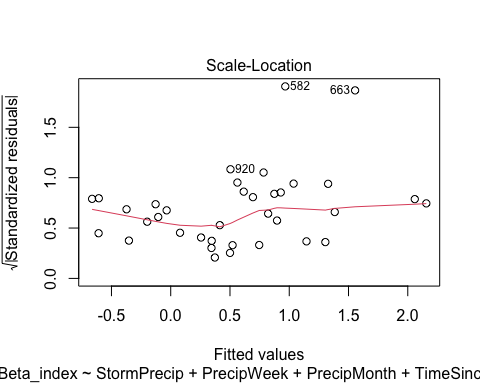 Scale-Location
√|Standardized residuals|
0.0 0.5 1.0 1.5
582
663
920
-0.5 0.0 0.5 1.0 1.5 2.0
Fitted values
Beta_index ~ StormPrecip + PrecipWeek + PrecipMonth + TimeSinc